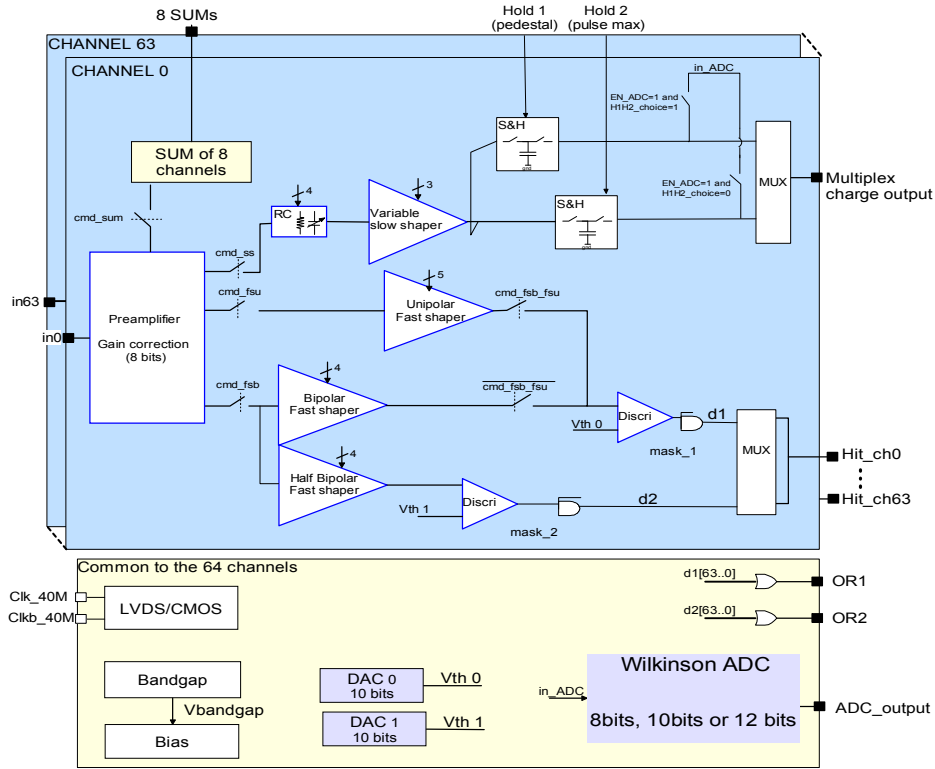 8 SUMs
Hold 1
(pedestal)
Hold 2
(pulse max)
CHANNEL 63
CHANNEL 0
in_ADC
EN_ADC=1 and
H1H2_choice=1
S&H
gnd
SUM of 8
channels
MUX
Multiplex
charge output
EN_ADC=1 and
H1H2_choice=0
4
3
cmd_sum
RC
Variable
slow shaper
S&H
gnd
cmd_ss
in63
in0
Preamplifier
Gain correction
(8 bits)
cmd_fsu
5
Unipolar
Fast shaper
cmd_fsb_fsu
cmd_fsb
4
Bipolar
Fast shaper
cmd_fsb_fsu
Discri
Vth 0
mask_1
d1
MUX
Hit_ch0
Hit_ch63
4
Half Bipolar
Fast shaper
Discri
Vth 1
mask_2
d2
Common to the 64 channels
Clk_40M
Clkb_40M
LVDS/CMOS
d1[63..0]
OR1
d2[63..0]
OR2
Bandgap
Vbandgap
Bias
DAC 0
10 bits
Vth 0
DAC 1
10 bits
Vth 1
in_ADC
Wilkinson ADC
8bits, 10bits or 12 bits
ADC_output